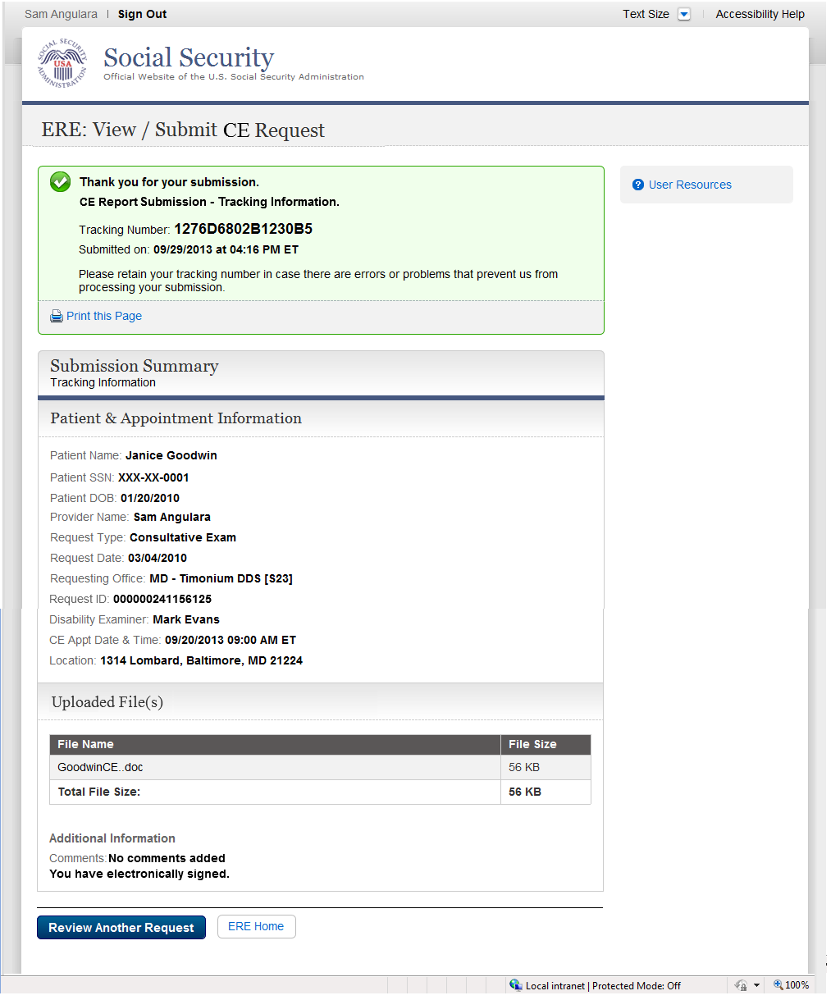 Sam Angulara | Sign Out
Text Size | Accessibility Help
SOCIAL SECURITY ADMINISTRATION
USA
Social Security
Official Website of the U.S. Social Security Administration
ERE: View / Submit CE Request
Thank you for your submission.
CE Report Submission - Tracking Information.
Tracking Number: 1276D6802B1230B5
Submitted on: 09/29/2013 at 04:16 PM ET
Please retain your tracking number in case there are errors or problems that prevent us from
processing your submission.
Print this Page
? User Resources
Submission Summary
Tracking Information
Patient & Appointment Information
Patient Name: Janice Goodwin
Patient SSN: XXX-XX-0001
Patient DOB: 01/20/2010
Provider Name: Sam Angulara
Request Type: Consultative Exam
Request Date: 03/04/2010
Requesting Office: MD - Timonium DDS [S23]
Request ID: 000000241156125
Disability Examiner: Mark Evans
CE Appt Date & Time: 09/20/2013 09:00 AM ET
Location: 1314 Lombard, Baltimore, MD 21224
Uploaded File(s)
File Name File Size
GoodwinCE..doc 56 KB
Total File Size: 56 KB
Additional Information
Comments: No comments added
You have electronically signed.
Review Another Request ERE Home
Local intranet | Protected Mode: Off 100%